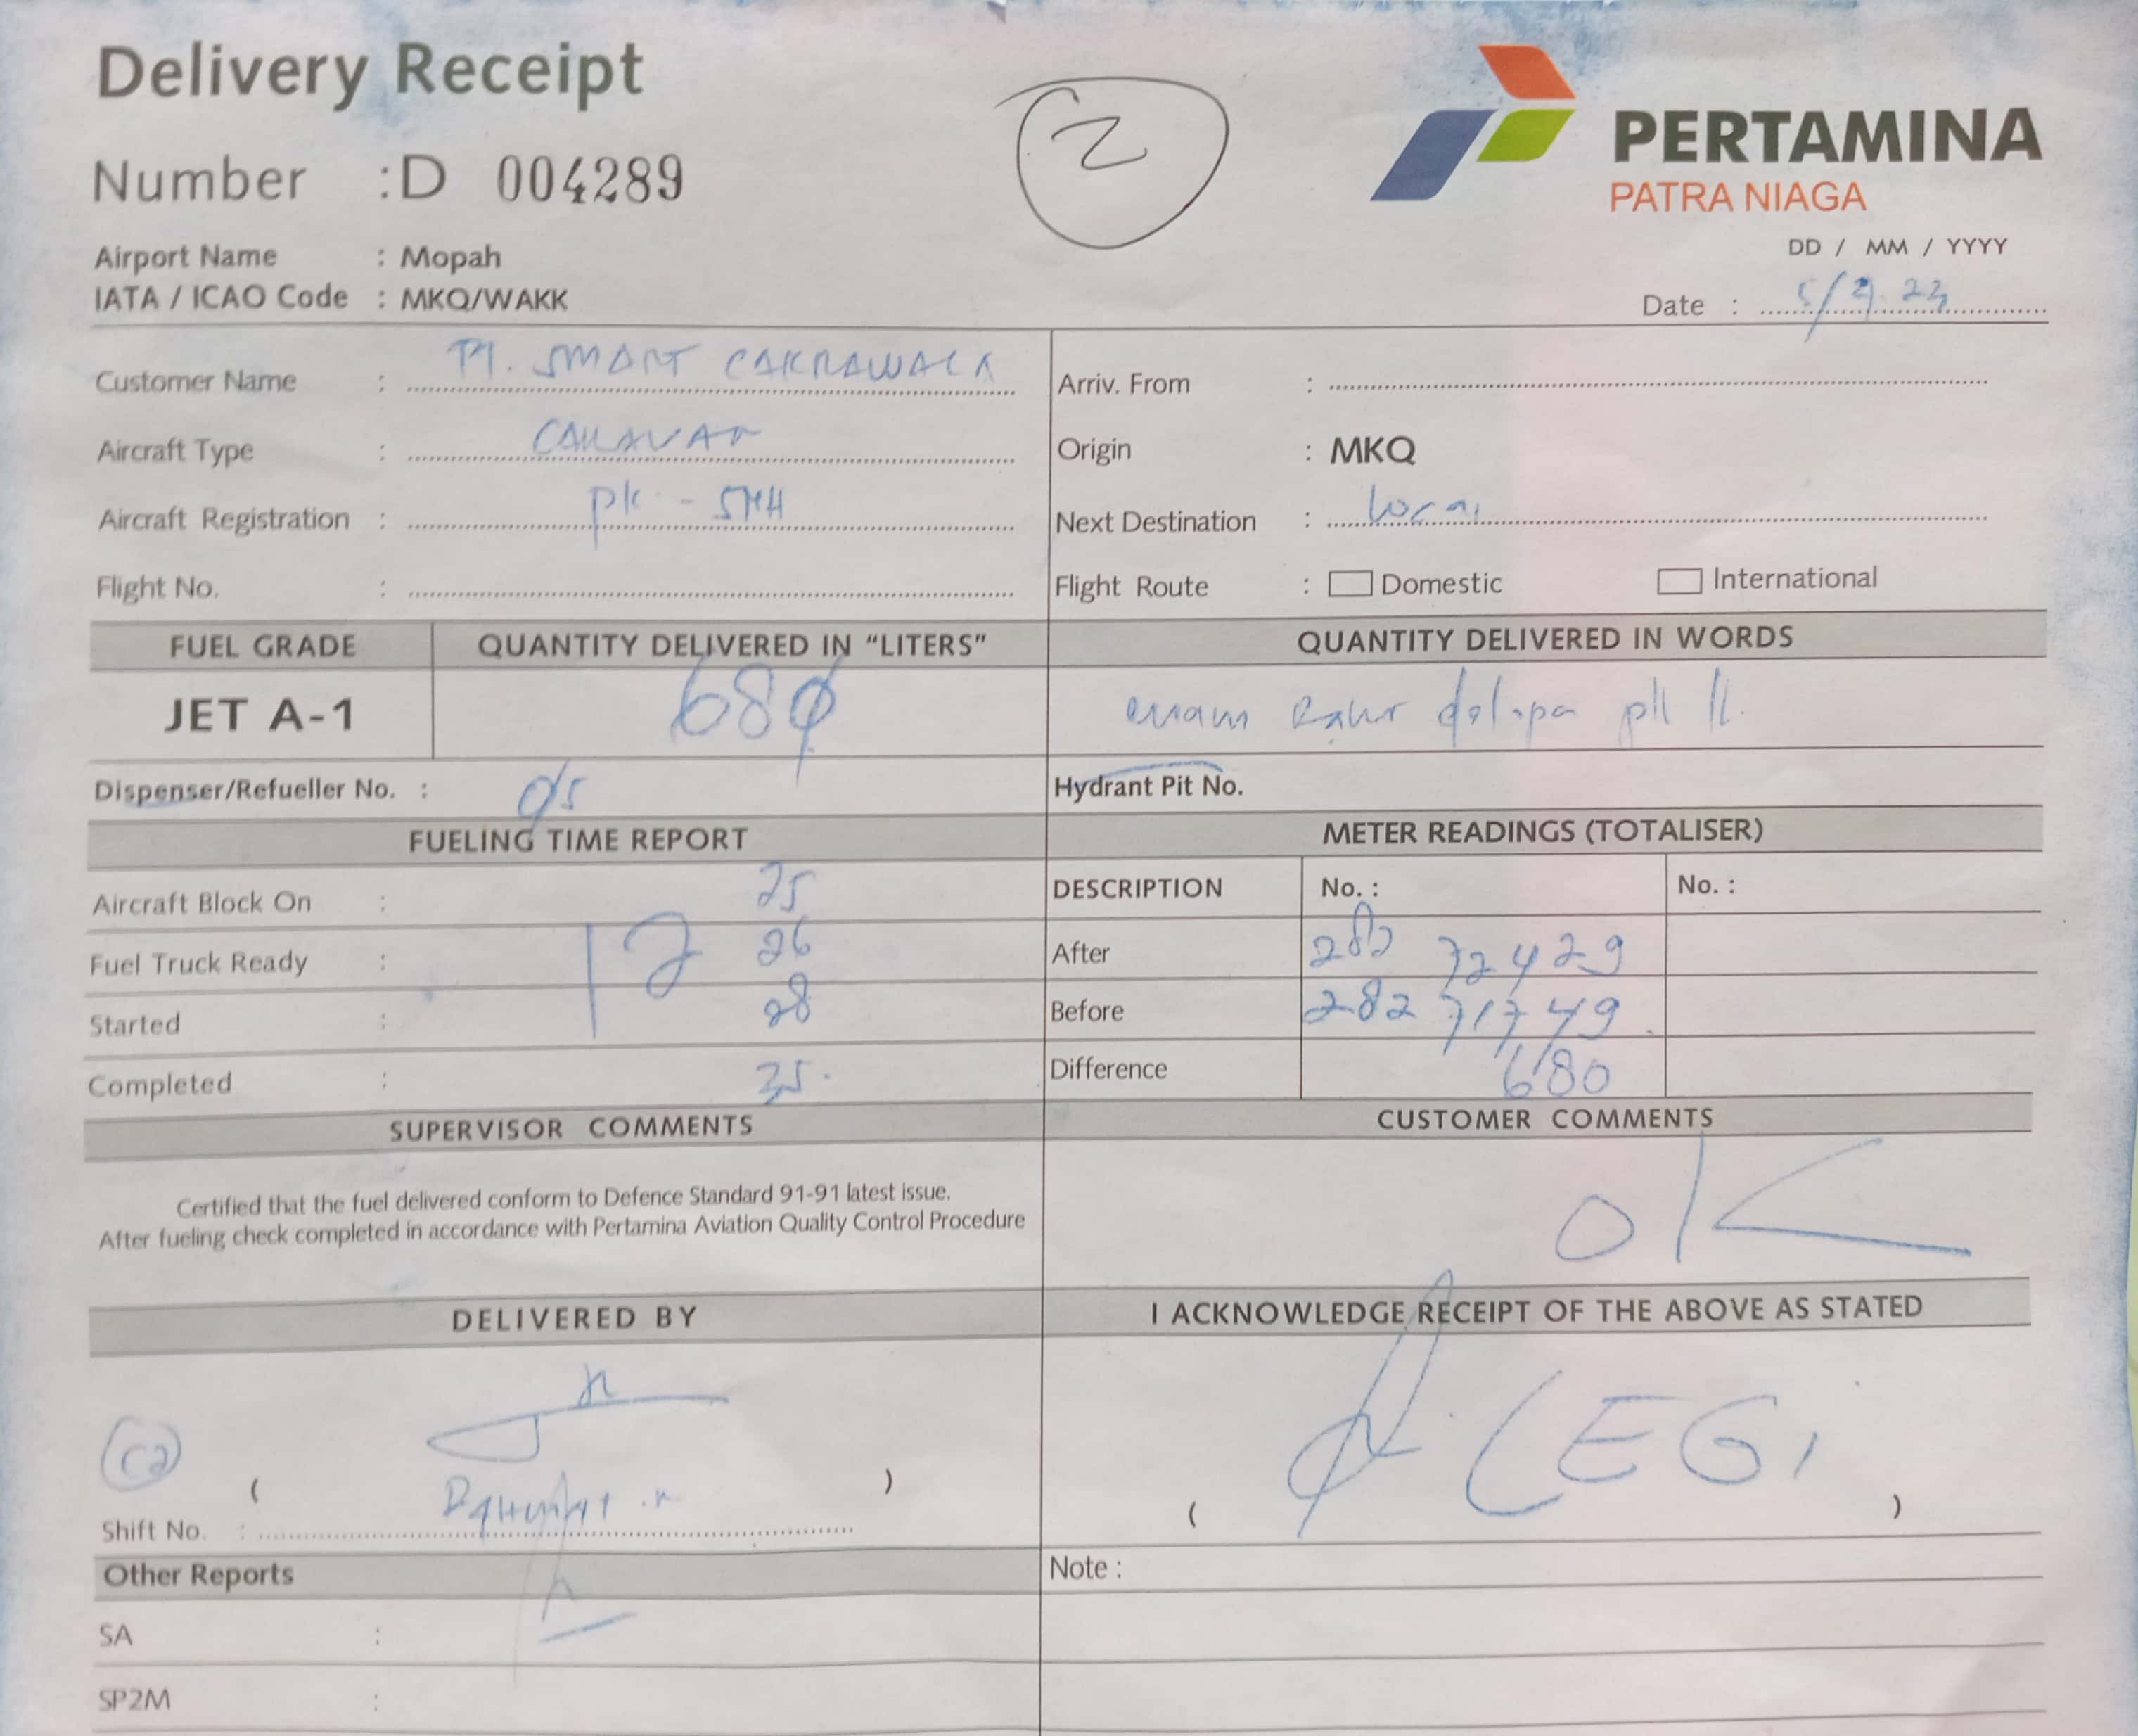 Delivery Receipt
2
PERTAMINA
PATRA NIAGA
Number : D 004289
Airport Name : Mopah
IATA / ICAO Code : MKQ/WAKK
DD / MM / YYYY
Date :
Customer Name : PT. SMART CAKRAWALA
Aircraft Type : CARAVAN
Aircraft Registration : PK - SMH
Flight No. :
Arriv. From :
Origin : MKQ
Next Destination : Local
Flight Route : Domestic International
FUEL GRADE QUANTITY DELIVERED IN "LITERS" QUANTITY DELIVERED IN WORDS
JET A-1 680 enam ratus delapan plh lt.
Dispenser/Refueller No. : 05 Hydrant Pit No.
FUELING TIME REPORT
Aircraft Block On : 25
Fuel Truck Ready : 12 26
Started : 28
Completed : 35
METER READINGS (TOTALISER)
DESCRIPTION No. : No. :
After 282 72429
Before 282 71749
Difference 680
SUPERVISOR COMMENTS
Certified that the fuel delivered conform to Defence Standard 91-91 latest issue.
After fueling check completed in accordance with Pertamina Aviation Quality Control Procedure
CUSTOMER COMMENTS
OK
DELIVERED BY
( )
Shift No. :
I ACKNOWLEDGE RECEIPT OF THE ABOVE AS STATED
( EGI )
Other Reports
SA :
SP2M :
Note :